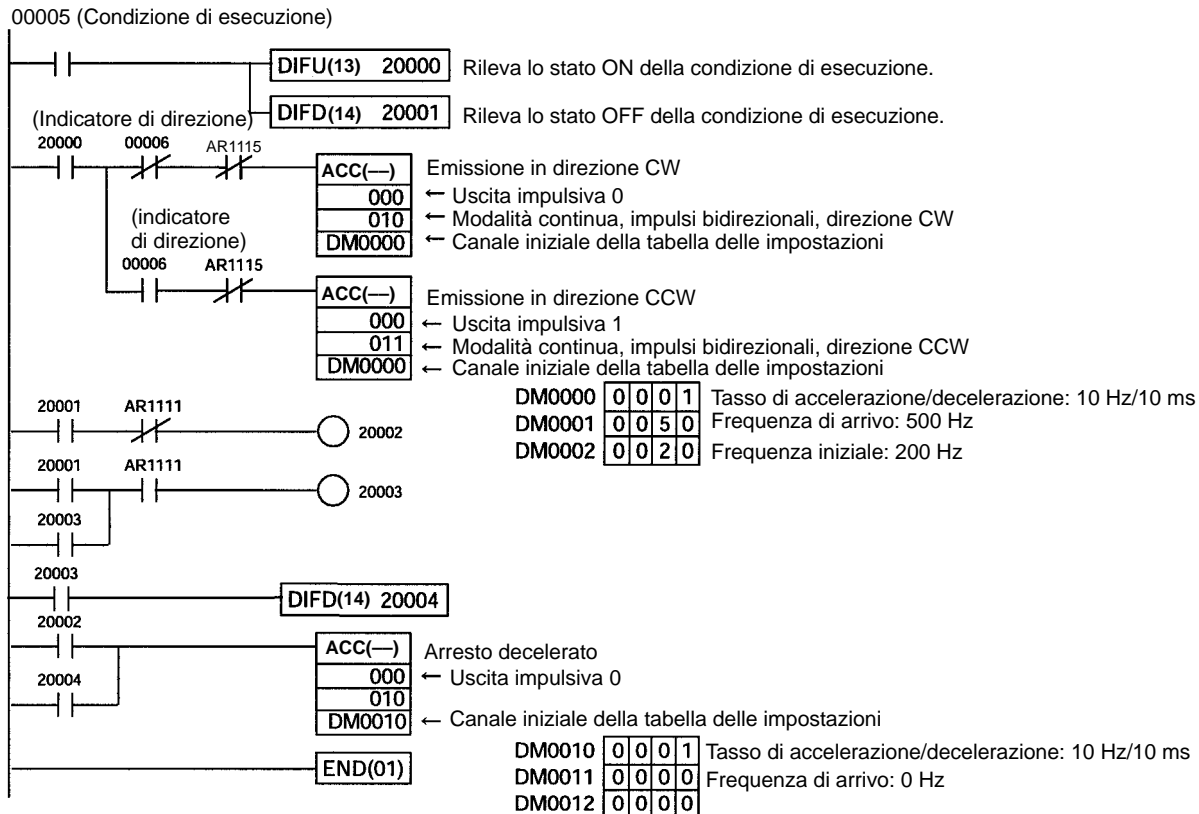 00005 (Condizione di esecuzione)
DIFU(13) 20000 Rileva lo stato ON della condizione di esecuzione.
(Indicatore di direzione)
DIFD(14) 20001 Rileva lo stato OFF della condizione di esecuzione.
20000 00006 AR1115
ACC(—) Emissione in direzione CW
000 ← Uscita impulsiva 0
010 ← Modalità continua, impulsi bidirezionali, direzione CW
DM0000 ← Canale iniziale della tabella delle impostazioni
(indicatore
di direzione)
00006 AR1115
ACC(—) Emissione in direzione CCW
000 ← Uscita impulsiva 1
011 ← Modalità continua, impulsi bidirezionali, direzione CCW
DM0000 ← Canale iniziale della tabella delle impostazioni
DM0000 0 0 0 1 Tasso di accelerazione/decelerazione: 10 Hz/10 ms
DM0001 0 0 5 0 Frequenza di arrivo: 500 Hz
DM0002 0 0 2 0 Frequenza iniziale: 200 Hz
20001 AR1111
20002
20001 AR1111
20003
20003
20003
DIFD(14) 20004
20002
ACC(—) Arresto decelerato
20004
000 ← Uscita impulsiva 0
010
DM0010 ← Canale iniziale della tabella delle impostazioni
DM0010 0 0 0 1 Tasso di accelerazione/decelerazione: 10 Hz/10 ms
END(01)
DM0011 0 0 0 0 Frequenza di arrivo: 0 Hz
DM0012 0 0 0 0